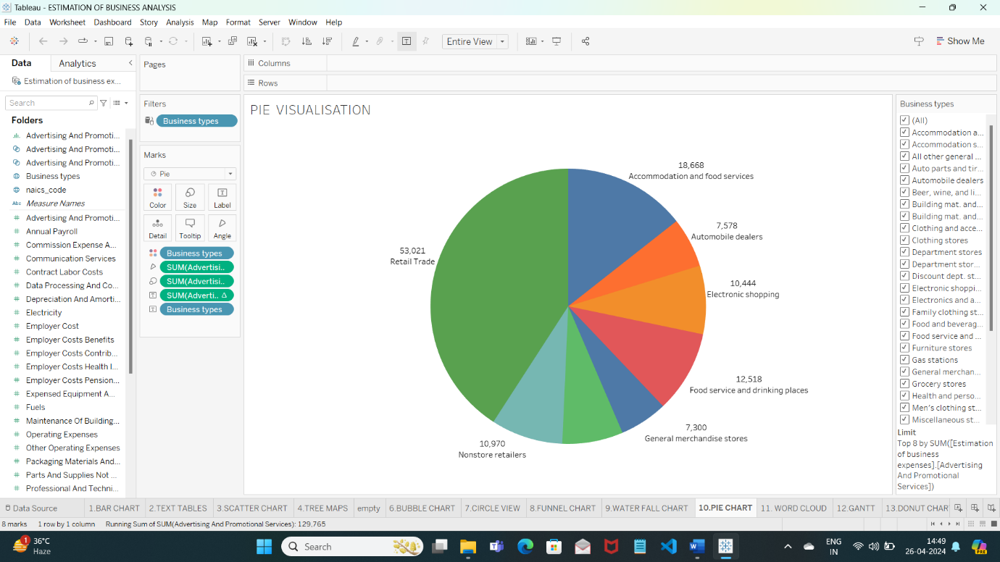 Tableau - ESTIMATION OF BUSINESS ANALYSIS
File Data Worksheet Dashboard Story Analysis Map Format Server Window Help
Entire View
Show Me
Data Analytics
Estimation of business ex...
Search
Folders
Advertising And Promoti...
Advertising And Promoti...
Advertising And Promoti...
Business types
naics_code
Abc Measure Names
Advertising And Promoti...
Annual Payroll
Commission Expense A...
Communication Services
Contract Labor Costs
Data Processing And Co...
Depreciation And Amorti...
Electricity
Employer Cost
Employer Costs Benefits
Employer Costs Contrib...
Employer Costs Health I...
Employer Costs Pension...
Expensed Equipment A...
Fuels
Maintenance Of Building...
Operating Expenses
Other Operating Expenses
Packaging Materials And...
Parts And Supplies Not ...
Professional And Techni...
Pages
Filters
Business types
Marks
Pie
Color Size Label
Detail Tooltip Angle
Business types
SUM(Advertisi..
SUM(Advertisi..
SUM(Adverti.. Δ
Business types
Columns
Rows
PIE VISUALISATION
18,668
Accommodation and food services
7,578
Automobile dealers
53,021
Retail Trade
10,444
Electronic shopping
12,518
Food service and drinking places
7,300
General merchandise stores
10,970
Nonstore retailers
Business types
(All)
Accommodation a...
Accommodation s...
All other general ...
Auto parts and tir...
Automobile dealers
Beer, wine, and li...
Building mat. and...
Building mat. and...
Clothing and acce...
Clothing stores
Department stores
Department stor...
Discount dept. st...
Electronic shoppi...
Electronics and a...
Family clothing st...
Food and beverag...
Food service and ...
Furniture stores
Gas stations
General merchan...
Grocery stores
Health and perso...
Men's clothing st...
Miscellaneous st...
Limit
Top 8 by SUM([Estimation
of business
expenses].[Advertising
And Promotional
Services])
Data Source 1.BAR CHART 2.TEXT TABLES 3.SCATTER CHART 4.TREE MAPS empty 6.BUBBLE CHART 7.CIRCLE VIEW 8.FUNNEL CHART 9.WATER FALL CHART 10.PIE CHART 11. WORD CLOUD 12.GANTT 13.DONUT CHAR
8 marks 1 row by 1 column Running Sum of SUM(Advertising And Promotional Services): 129,765
1
36°C
Haze
Search
ENG
IN
14:49
26-04-2024
PRE